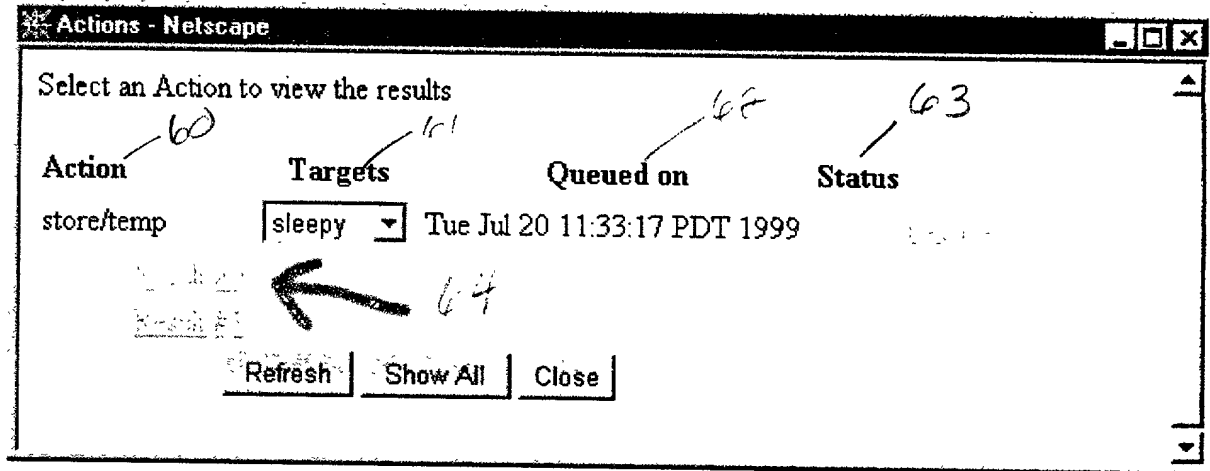 Actions - Netscape
Select an Action to view the results
60 61 62 63
Action Targets Queued on Status
store/temp sleepy Tue Jul 20 11:33:17 PDT 1999
64
Refresh Show All Close